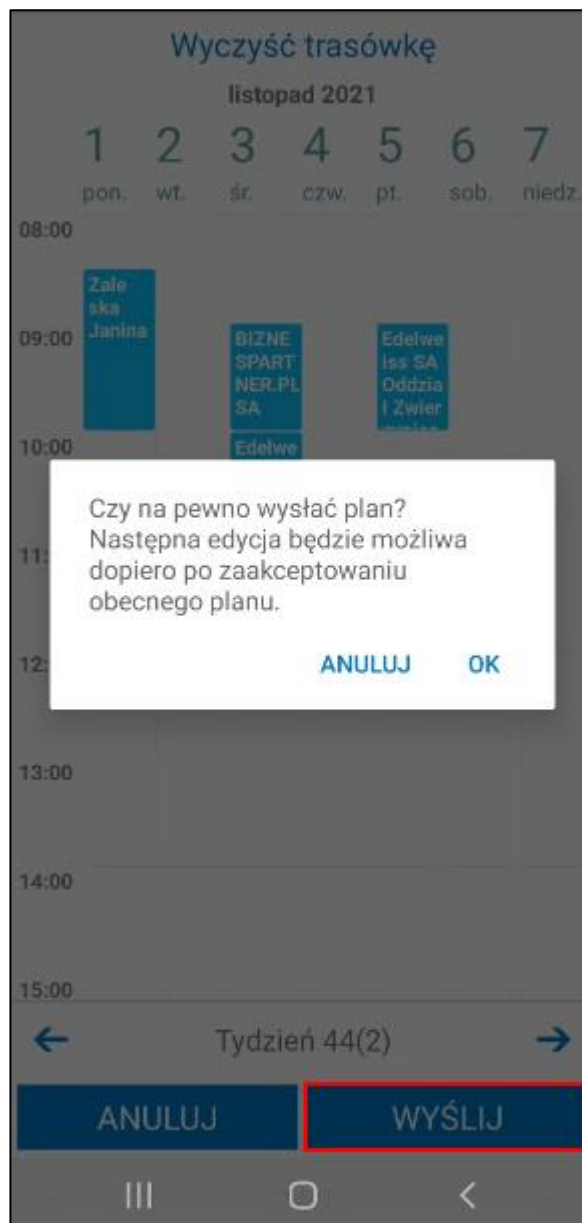 Wyczyść trasówkę
listopad 2021
1 2 3 4 5 6 7
pon. wt. śr. czw. pt. sob. niedz.
08:00
Zale
ska
Janina
09:00
BIZNE
SPART
NER.PL
SA
Edelwe
iss SA
Oddzia
ł Zwier
10:00
Edelwe
Czy na pewno wysłać plan?
Następna edycja będzie możliwa
dopiero po zaakceptowaniu
obecnego planu.
11:
12:
ANULUJ OK
13:00
14:00
15:00
Tydzień 44(2)
ANULUJ WYŚLIJ